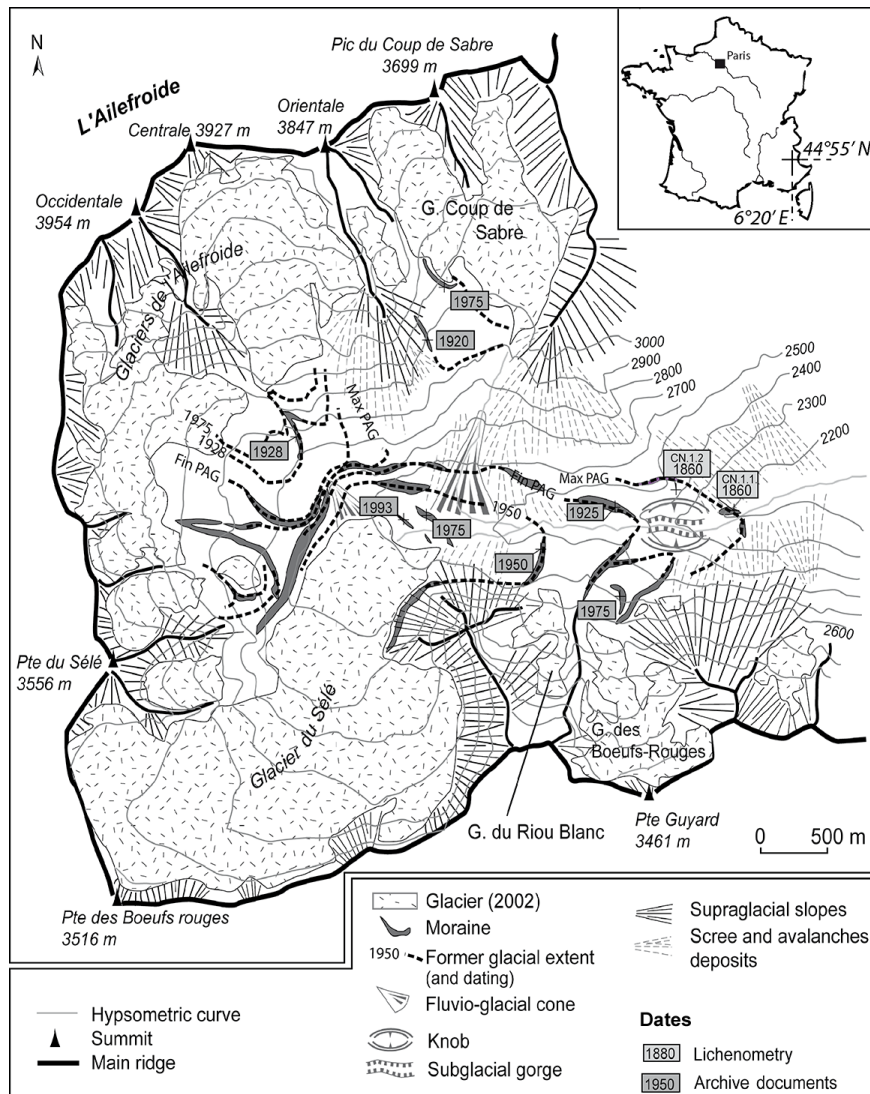 N
Pic du Coup de Sabre
3699 m
L'Ailefroide
Orientale
3847 m
Centrale 3927 m
Occidentale
3954 m
Paris
44°55' N
6°20' E
G. Coup de
Sabre
Glaciers de l'Ailefroide
1975
1920
3000
2900
2800
2700
2500
2400
2300
2200
Max PAG
1975
1928
Fin PAG
1928
CN.1.2
1860
CN.1.1
1860
Max PAG
Fin PAG
1950
1925
1993
1975
1950
1975
2600
Pte du Sélé
3556 m
Glacier du Sélé
G. des
Boeufs-Rouges
G. du Riou Blanc
Pte Guyard
3461 m
0 500 m
Pte des Boeufs rouges
3516 m
Glacier (2002)
Moraine
1950 Former glacial extent
(and dating)
Fluvio-glacial cone
Knob
Subglacial gorge
Supraglacial slopes
Scree and avalanches
deposits
Hypsometric curve
Summit
Main ridge
Dates
1880 Lichenometry
1950 Archive documents